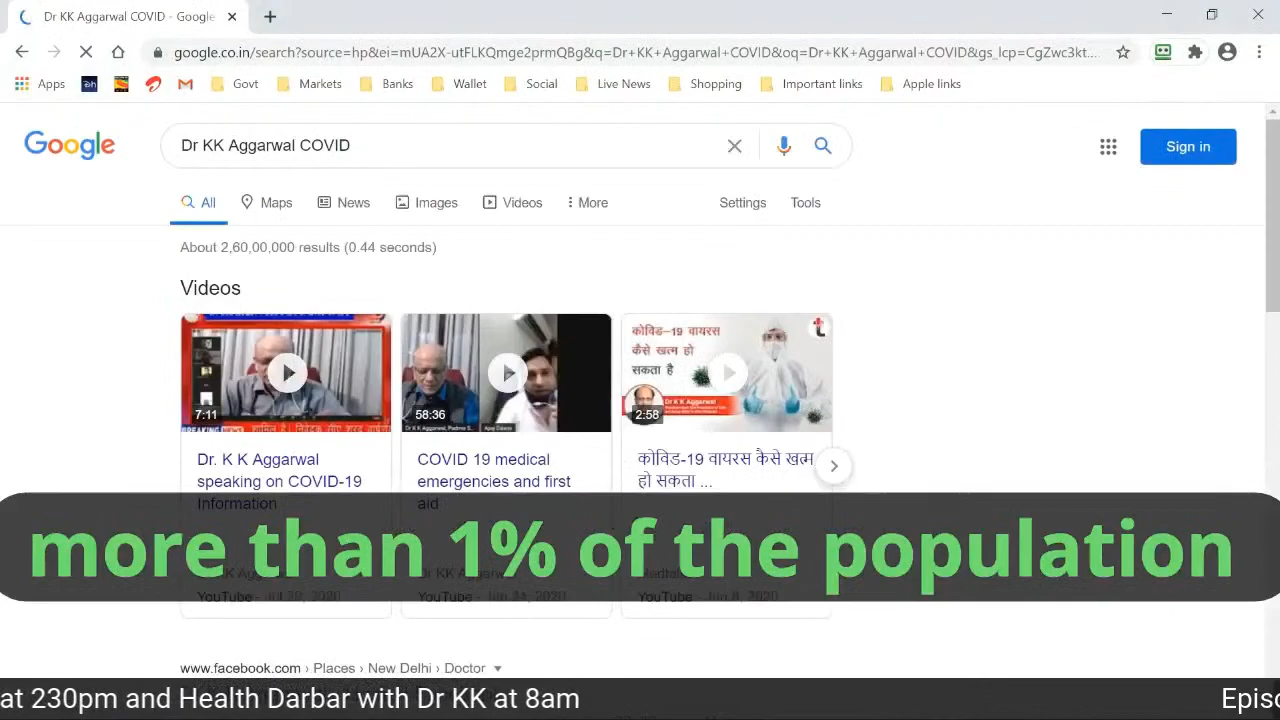 Dr KK Aggarwal COVID - Google
google.co.in/search?source=hp&ei=mUA2X-utFLKQmge2prmQBg&q=Dr+KK+Aggarwal+COVID&oq=Dr+KK+Aggarwal+COVID&gs_lcp=CgZwc3kt...
Apps Govt Markets Banks Wallet Social Live News Shopping Important links Apple links
Google Dr KK Aggarwal COVID Sign in
All Maps News Images Videos More Settings Tools
About 2,60,00,000 results (0.44 seconds)
Videos
कोविड-19 वायरस
कैसे खत्म हो
सकता है
Dr K K Aggarwal
7:11 58:36 2:58
Dr. K K Aggarwal
speaking on COVID-19
Information
COVID 19 medical
emergencies and first
aid
कोविड-19 वायरस कैसे खत्म
हो सकता ...
more than 1% of the population
YouTube
YouTube
YouTube
www.facebook.com › Places › New Delhi › Doctor
at 230pm and Health Darbar with Dr KK at 8am Episo